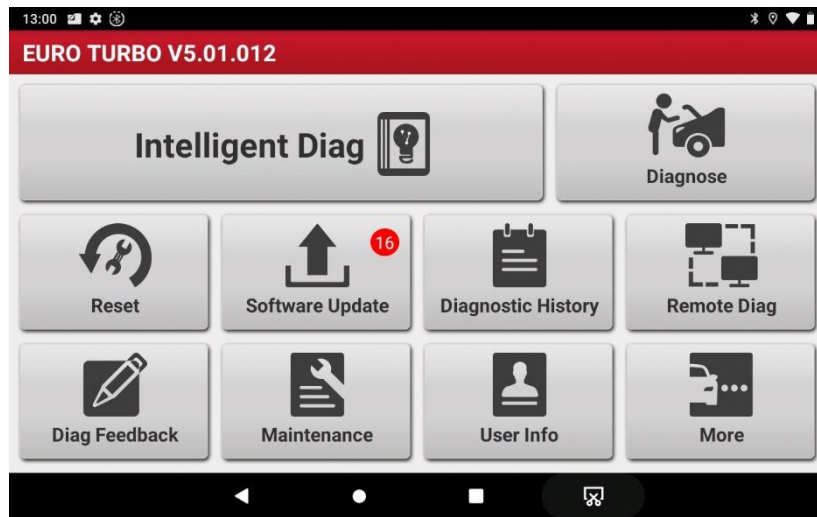 13:00
EURO TURBO V5.01.012
Intelligent Diag
Diagnose
Reset
16
Software Update
Diagnostic History
Remote Diag
Diag Feedback
Maintenance
User Info
More